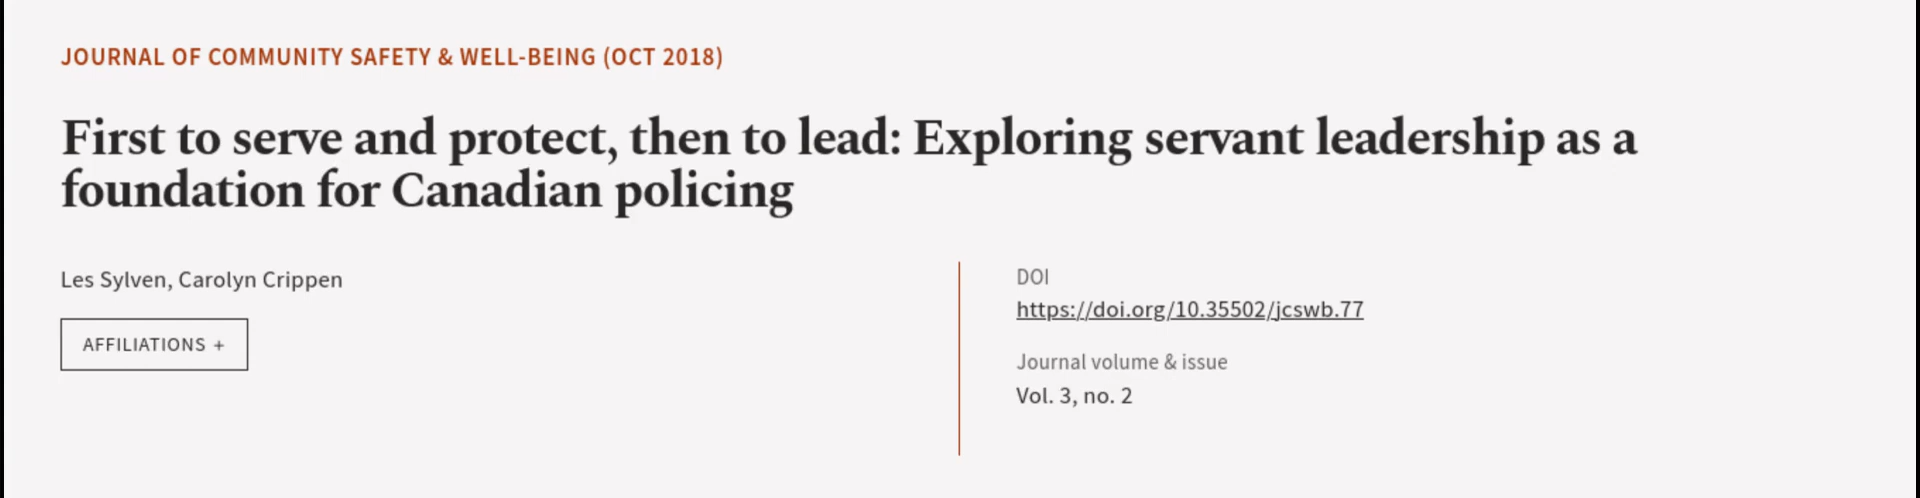 JOURNAL OF COMMUNITY SAFETY & WELL-BEING (OCT 2018)
First to serve and protect, then to lead: Exploring servant leadership as a
foundation for Canadian policing
Les Sylven, Carolyn Crippen
AFFILIATIONS +
DOI
https://doi.org/10.35502/jcswb.77
Journal volume & issue
Vol. 3, no. 2